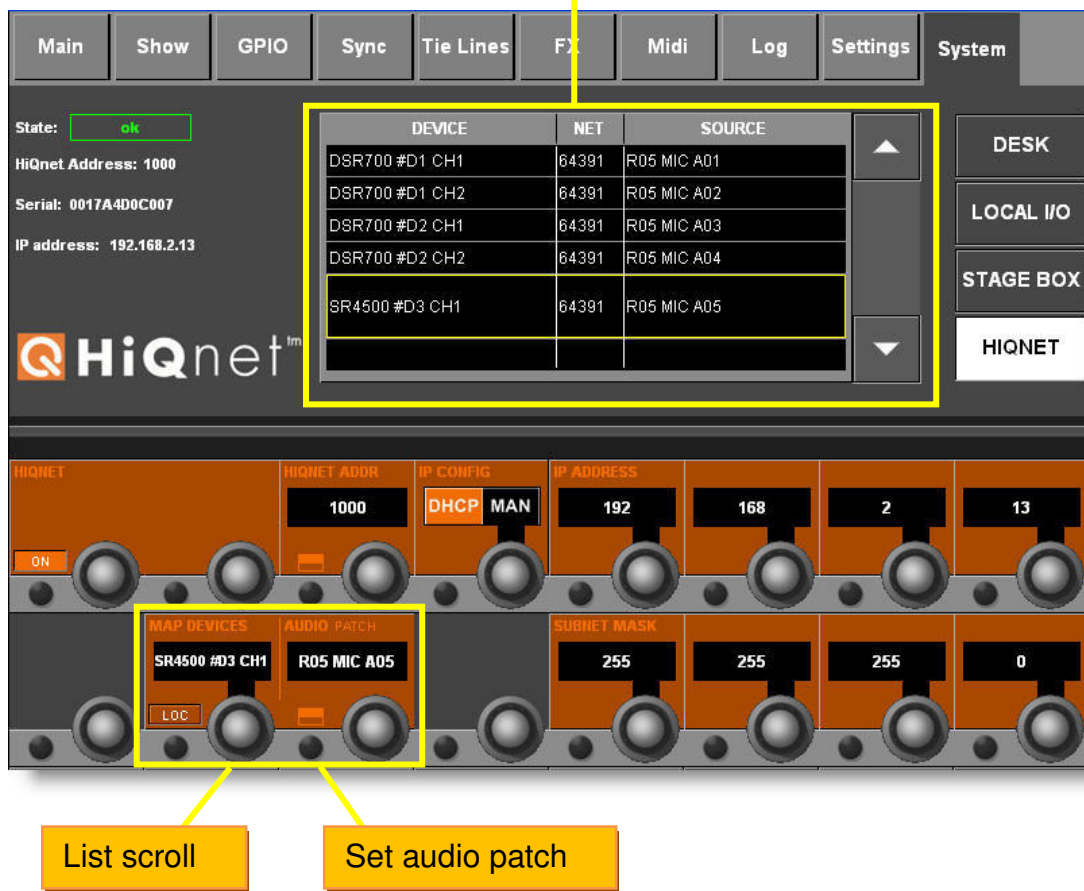 Main Show GPIO Sync Tie Lines FX Midi Log Settings System
State: ok
HiQnet Address: 1000
Serial: 0017A4D0C007
IP address: 192.168.2.13
HiQnet tm
DEVICE NET SOURCE
DSR700 #D1 CH1 64391 R05 MIC A01
DSR700 #D1 CH2 64391 R05 MIC A02
DSR700 #D2 CH1 64391 R05 MIC A03
DSR700 #D2 CH2 64391 R05 MIC A04
SR4500 #D3 CH1 64391 R05 MIC A05
DESK
LOCAL I/O
STAGE BOX
HIQNET
HIQNET HIQNET ADDR IP CONFIG IP ADDRESS
1000 DHCP MAN 192 168 2 13
ON
MAP DEVICES AUDIO PATCH SUBNET MASK
SR4500 #D3 CH1 R05 MIC A05 255 255 255 0
LOC
List scroll
Set audio patch